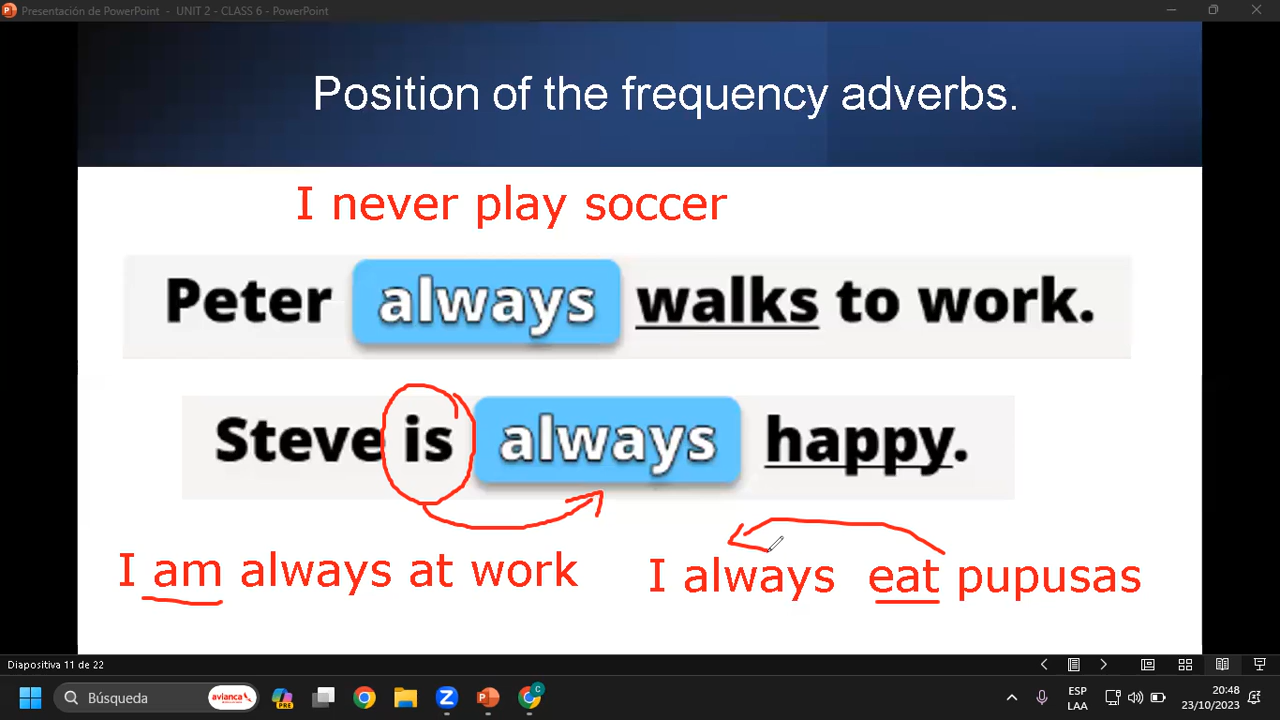 Presentación de PowerPoint - UNIT 2 - CLASS 6 - PowerPoint
Position of the frequency adverbs.
I never play soccer
Peter always walks to work.
Steve is always happy.
I am always at work
I always eat pupusas
Diapositiva 11 de 22
Búsqueda
avianca
PRE
C
ESP
LAA
20:48
23/10/2023